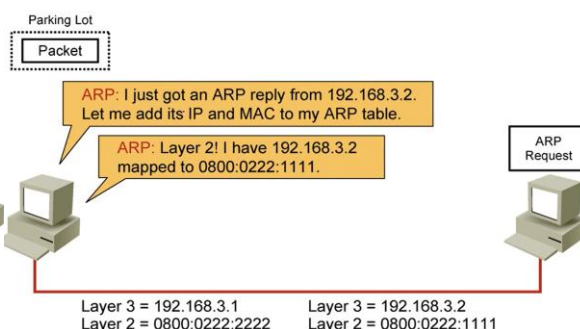 Parking Lot
Packet
ARP: I just got an ARP reply from 192.168.3.2.
Let me add its IP and MAC to my ARP table.
ARP: Layer 2! I have 192.168.3.2
mapped to 0800:0222:1111.
ARP
Request
Layer 3 = 192.168.3.1
Layer 2 = 0800:0222:2222
Layer 3 = 192.168.3.2
Layer 2 = 0800:0222:1111